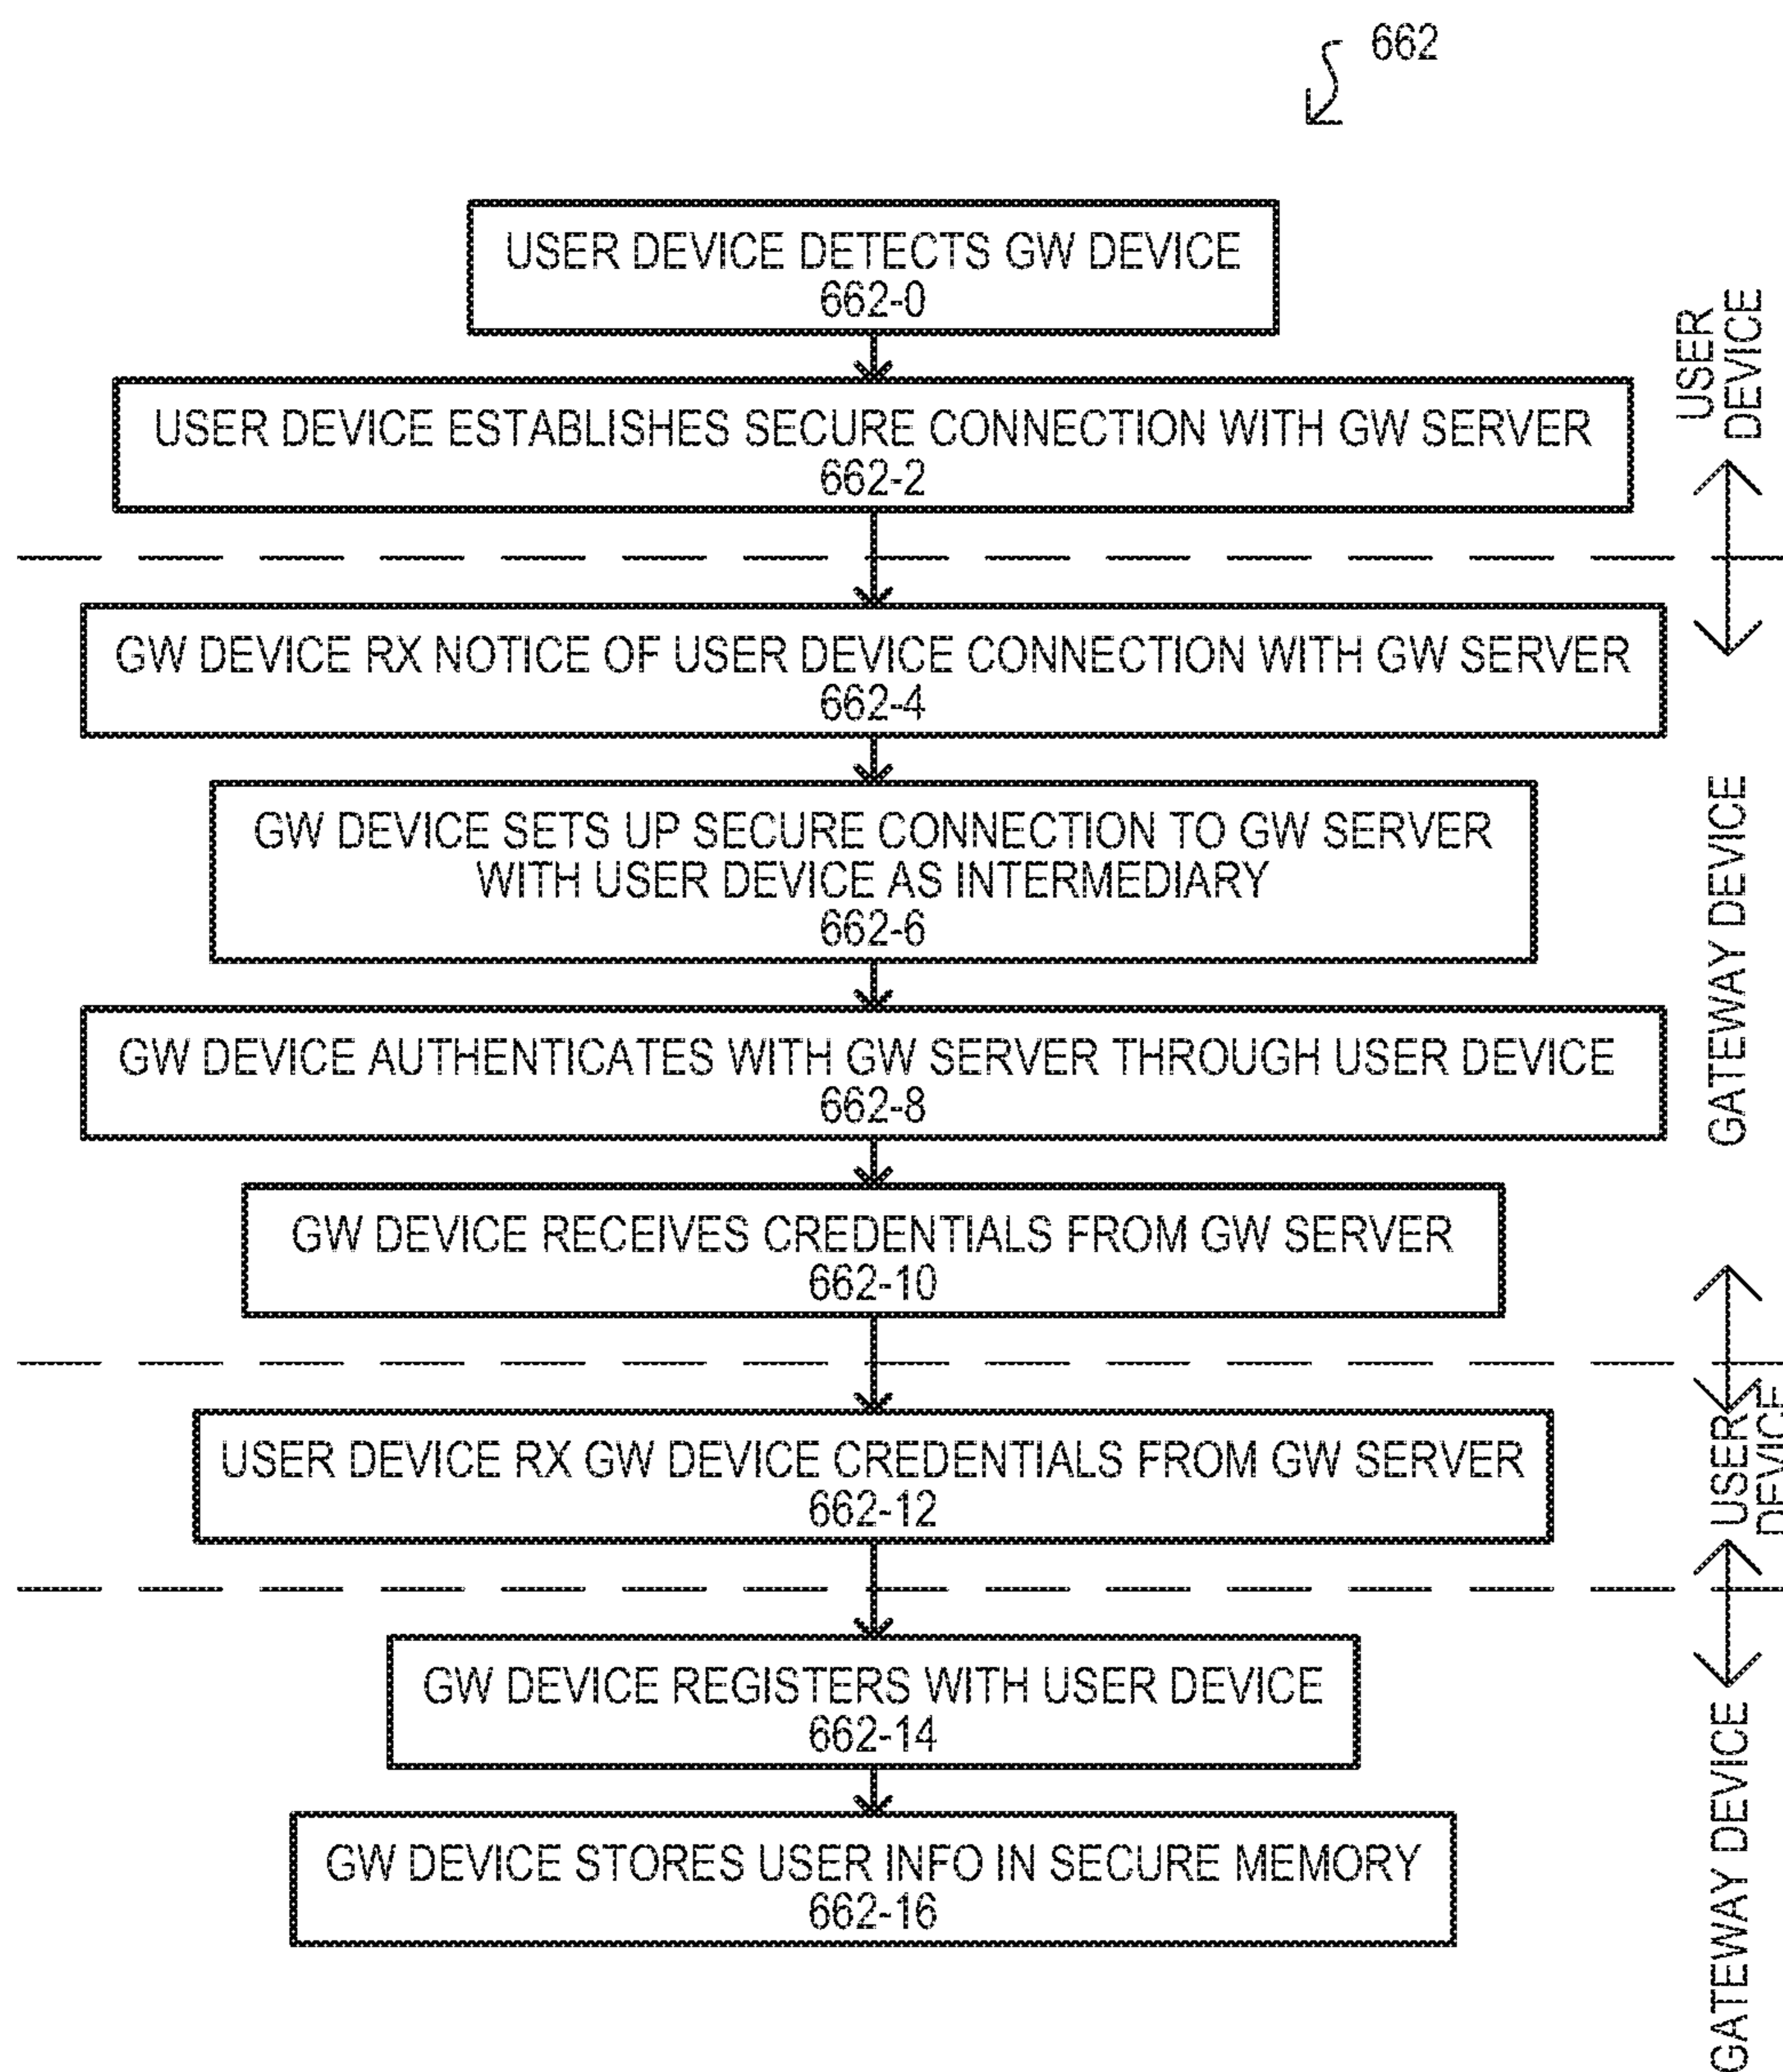 662
USER DEVICE DETECTS GW DEVICE
662-0
USER DEVICE ESTABLISHES SECURE CONNECTION WITH GW SERVER
662-2
USER
DEVICE
GW DEVICE RX NOTICE OF USER DEVICE CONNECTION WITH GW SERVER
662-4
GW DEVICE SETS UP SECURE CONNECTION TO GW SERVER
WITH USER DEVICE AS INTERMEDIARY
662-6
GW DEVICE AUTHENTICATES WITH GW SERVER THROUGH USER DEVICE
662-8
GW DEVICE RECEIVES CREDENTIALS FROM GW SERVER
662-10
GATEWAY DEVICE
USER DEVICE RX GW DEVICE CREDENTIALS FROM GW SERVER
662-12
USER
DEVICE
GW DEVICE REGISTERS WITH USER DEVICE
662-14
GW DEVICE STORES USER INFO IN SECURE MEMORY
662-16
GATEWAY DEVICE